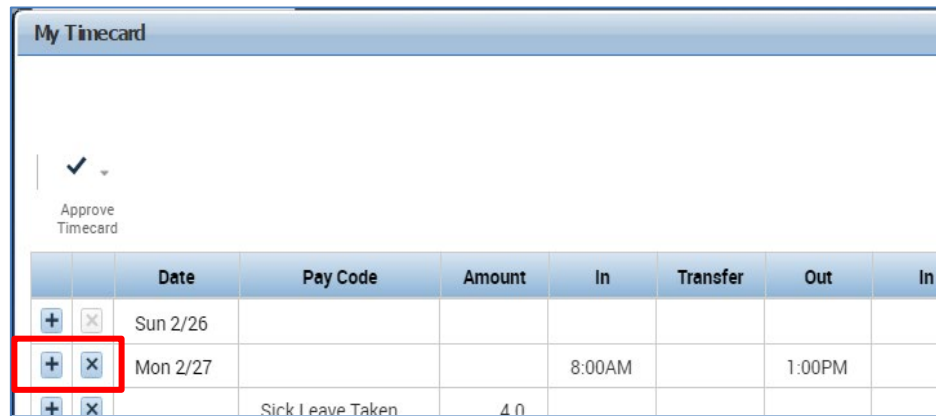 My Timecard
Approve
Timecard
Date Pay Code Amount In Transfer Out In
Sun 2/26
Mon 2/27 8:00AM 1:00PM
Sick Leave Taken 4.0